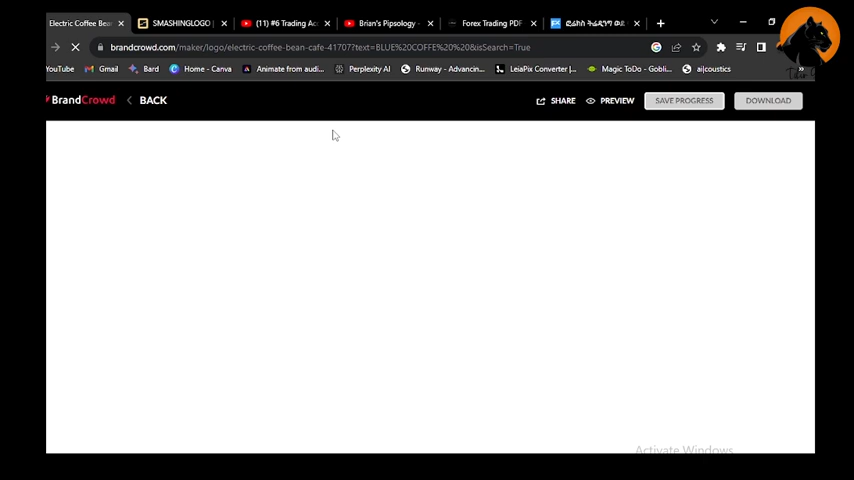 Electric Coffee Bea
SMASHINGLOGO
(11) #6 Trading Ac
Brian's Pipsology -
Forex Trading PDF
ፎሬክስ ትሬዲንግ ወደ
brandcrowd.com/maker/logo/electric-coffee-bean-cafe-41707?text=BLUE%20COFFE%20%20&isSearch=True
YouTube
Gmail
Bard
Home - Canva
Animate from audi...
Perplexity AI
Runway - Advancin...
LeiaPix Converter |...
Magic ToDo - Gobli...
ai|coustics
BrandCrowd
BACK
SHARE
PREVIEW
SAVE PROGRESS
DOWNLOAD
Activate Windows